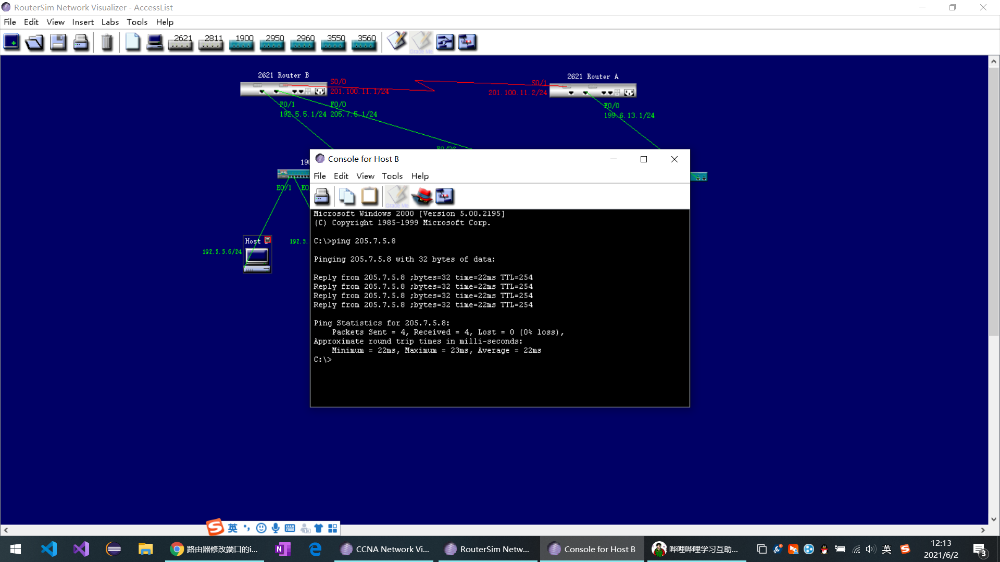 RouterSim Network Visualizer - AccessList
File Edit View Insert Labs Tools Help
2621 2811 1900 2950 2960 3550 3560
Grade Me
2621 Router B
2621 Router A
S0/0
S0/1
201.100.11.1/24
201.100.11.2/24
F0/1
F0/0
F0/0
192.5.5.1/24 205.7.5.1/24
199.6.13.1/24
Console for Host B
File Edit View Tools Help
Grade Me
E0/1
Host
192.5.
192.5.5.6/24
Microsoft Windows 2000 [Version 5.00.2195]
(C) Copyright 1985-1999 Microsoft Corp.
C:\>ping 205.7.5.8
Pinging 205.7.5.8 with 32 bytes of data:
Reply from 205.7.5.8 ;bytes=32 time=22ms TTL=254
Reply from 205.7.5.8 ;bytes=32 time=22ms TTL=254
Reply from 205.7.5.8 ;bytes=32 time=22ms TTL=254
Reply from 205.7.5.8 ;bytes=32 time=22ms TTL=254
Ping Statistics for 205.7.5.8:
Packets Sent = 4, Received = 4, Lost = 0 (0% loss),
Approximate round trip times in milli-seconds:
Minimum = 22ms, Maximum = 23ms, Average = 22ms
C:\>
英
路由器修改端口的i...
CCNA Network Vi...
RouterSim Netw...
Console for Host B
哔哩哔哩学习互助...
英
12:13
2021/6/2
3